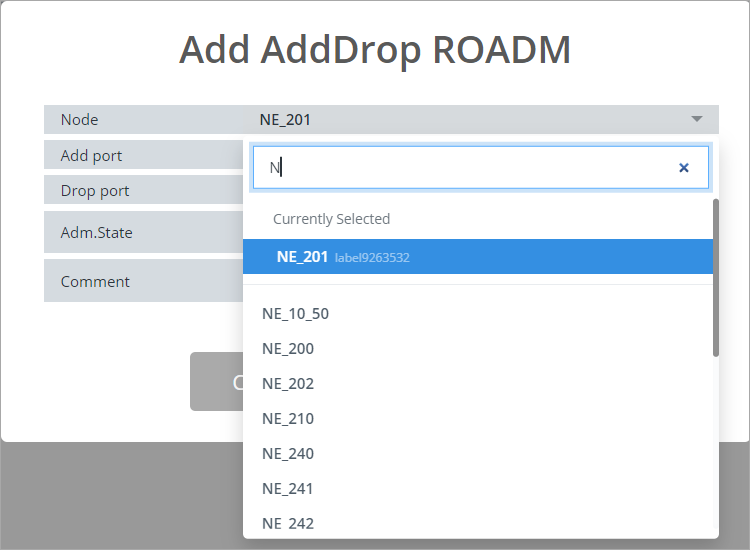 Add AddDrop ROADM
Node NE_201
Add port
N
Drop port
Currently Selected
Adm.State
NE_201 label9263532
Comment
NE_10_50
NE_200
NE_202
NE_210
NE_240
NE_241
NE_242